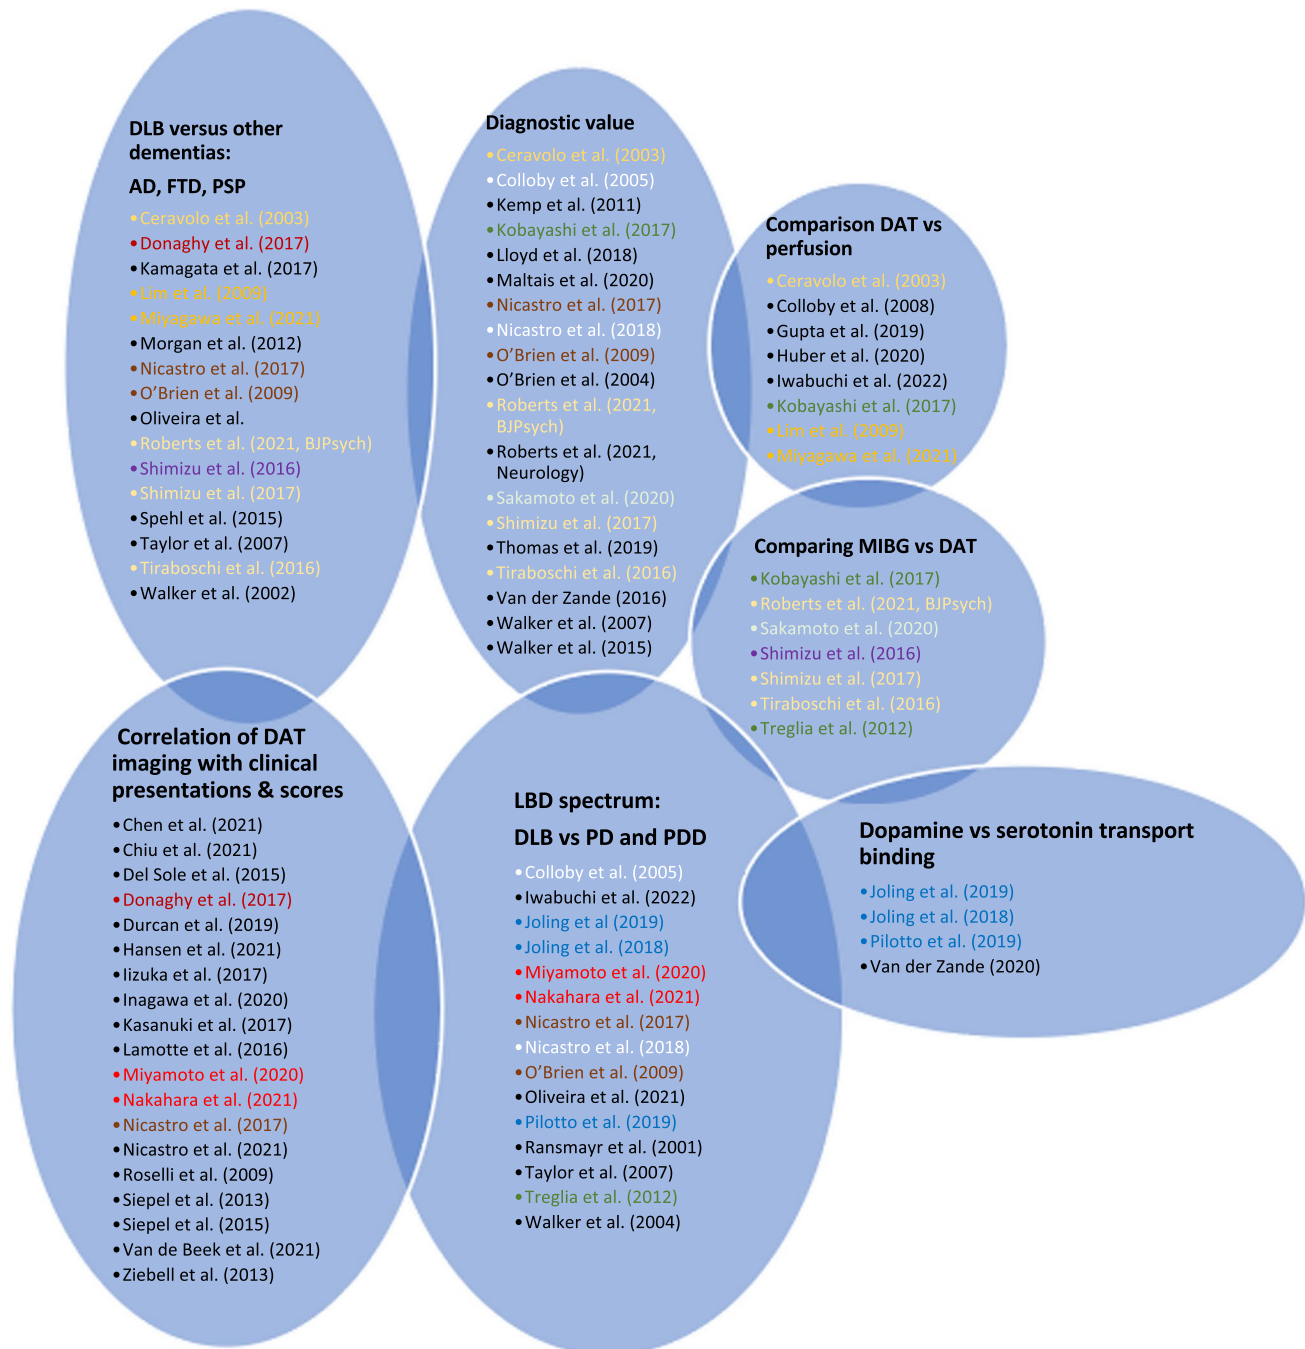 DLB versus other
dementias:
AD, FTD, PSP
•Ceravolo et al. (2003)
•Donaghy et al. (2017)
•Kamagata et al. (2017)
•Lim et al. (2009)
•Miyagawa et al. (2021)
•Morgan et al. (2012)
•Nicastro et al. (2017)
•O’Brien et al. (2009)
•Oliveira et al.
•Roberts et al. (2021, BJPsych)
•Shimizu et al. (2016)
•Shimizu et al. (2017)
•Spehl et al. (2015)
•Taylor et al. (2007)
•Tiraboschi et al. (2016)
•Walker et al. (2002)
Diagnostic value
•Ceravolo et al. (2003)
•Colloby et al. (2005)
•Kemp et al. (2011)
•Kobayashi et al. (2017)
•Lloyd et al. (2018)
•Maltais et al. (2020)
•Nicastro et al. (2017)
•Nicastro et al. (2018)
•O’Brien et al. (2009)
•O’Brien et al. (2004)
•Roberts et al. (2021,
BJPsych)
•Roberts et al. (2021,
Neurology)
•Sakamoto et al. (2020)
•Shimizu et al. (2017)
•Thomas et al. (2019)
•Tiraboschi et al. (2016)
•Van der Zande (2016)
•Walker et al. (2007)
•Walker et al. (2015)
Comparison DAT vs
perfusion
•Ceravolo et al. (2003)
•Colloby et al. (2008)
•Gupta et al. (2019)
•Huber et al. (2020)
•Iwabuchi et al. (2022)
•Kobayashi et al. (2017)
•Lim et al. (2009)
•Miyagawa et al. (2021)
Comparing MIBG vs DAT
•Kobayashi et al. (2017)
•Roberts et al. (2021, BJPsych)
•Sakamoto et al. (2020)
•Shimizu et al. (2016)
•Shimizu et al. (2017)
•Tiraboschi et al. (2016)
•Treglia et al. (2012)
Correlation of DAT
imaging with clinical
presentations & scores
•Chen et al. (2021)
•Chiu et al. (2021)
•Del Sole et al. (2015)
•Donaghy et al. (2017)
•Durcan et al. (2019)
•Hansen et al. (2021)
•Iizuka et al. (2017)
•Inagawa et al. (2020)
•Kasanuki et al. (2017)
•Lamotte et al. (2016)
•Miyamoto et al. (2020)
•Nakahara et al. (2021)
•Nicastro et al. (2017)
•Nicastro et al. (2021)
•Roselli et al. (2009)
•Siepel et al. (2013)
•Siepel et al. (2015)
•Van de Beek et al. (2021)
•Ziebell et al. (2013)
LBD spectrum:
DLB vs PD and PDD
•Colloby et al. (2005)
•Iwabuchi et al. (2022)
•Joling et al (2019)
•Joling et al. (2018)
•Miyamoto et al. (2020)
•Nakahara et al. (2021)
•Nicastro et al. (2017)
•Nicastro et al. (2018)
•O’Brien et al. (2009)
•Oliveira et al. (2021)
•Pilotto et al. (2019)
•Ransmayr et al. (2001)
•Taylor et al. (2007)
•Treglia et al. (2012)
•Walker et al. (2004)
Dopamine vs serotonin transport
binding
•Joling et al. (2019)
•Joling et al. (2018)
•Pilotto et al. (2019)
•Van der Zande (2020)